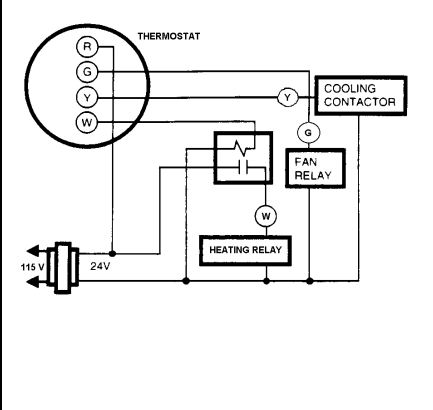 THERMOSTAT
R
G
Y
W
Y
COOLING
CONTACTOR
G
FAN
RELAY
W
HEATING RELAY
115 V
24V